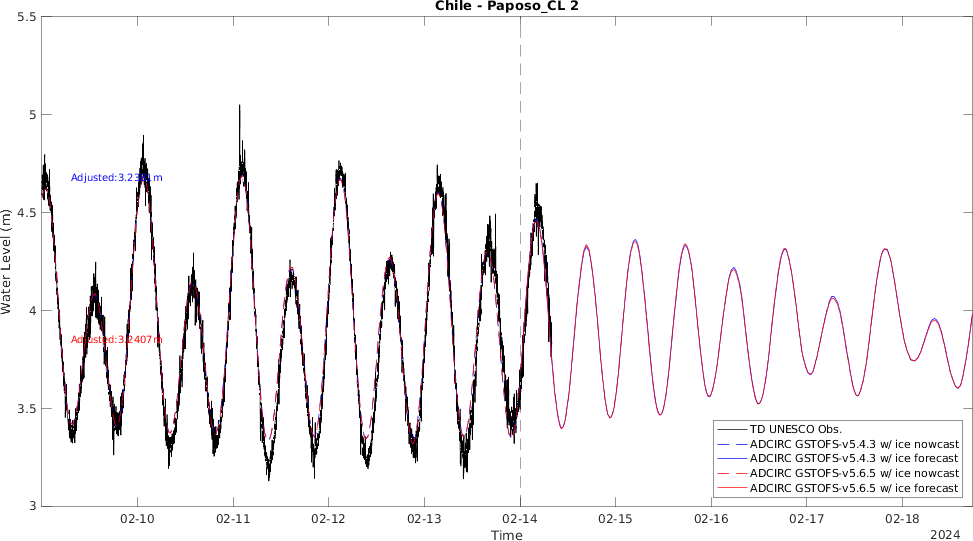 Chile - Paposo_CL 2
5.5
5
4.5
4
3.5
3
Water Level (m)
Adjusted:3.2391m
Adjusted:3.2407m
TD UNESCO Obs.
ADCIRC GSTOFS-v5.4.3 w/ ice nowcast
ADCIRC GSTOFS-v5.4.3 w/ ice forecast
ADCIRC GSTOFS-v5.6.5 w/ ice nowcast
ADCIRC GSTOFS-v5.6.5 w/ ice forecast
02-10
02-11
02-12
02-13
02-14
02-15
02-16
02-17
02-18
Time
2024